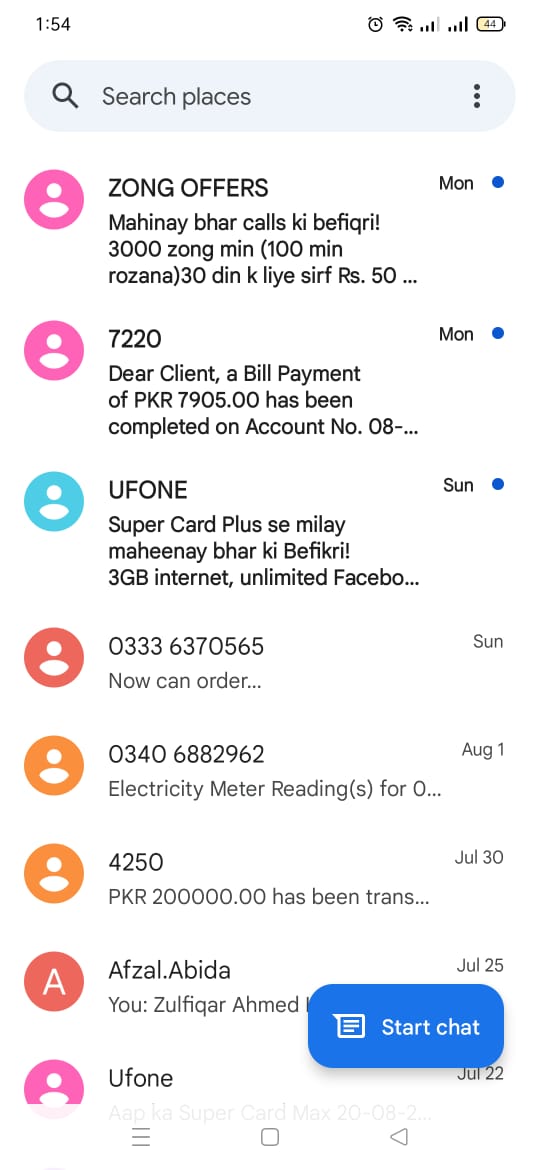 1:54
44
Search places
ZONG OFFERS
Mon
Mahinay bhar calls ki befiqri!
3000 zong min (100 min
rozana)30 din k liye sirf Rs. 50 ...
7220
Mon
Dear Client, a Bill Payment
of PKR 7905.00 has been
completed on Account No. 08-...
UFONE
Sun
Super Card Plus se milay
maheenay bhar ki Befikri!
3GB internet, unlimited Facebo...
0333 6370565
Sun
Now can order...
0340 6882962
Aug 1
Electricity Meter Reading(s) for 0...
4250
Jul 30
PKR 200000.00 has been trans...
A
Afzal.Abida
Jul 25
You: Zulfiqar Ahmed
Start chat
Ufone
Jul 22
Aap ka Super Card Max 20-08-2...